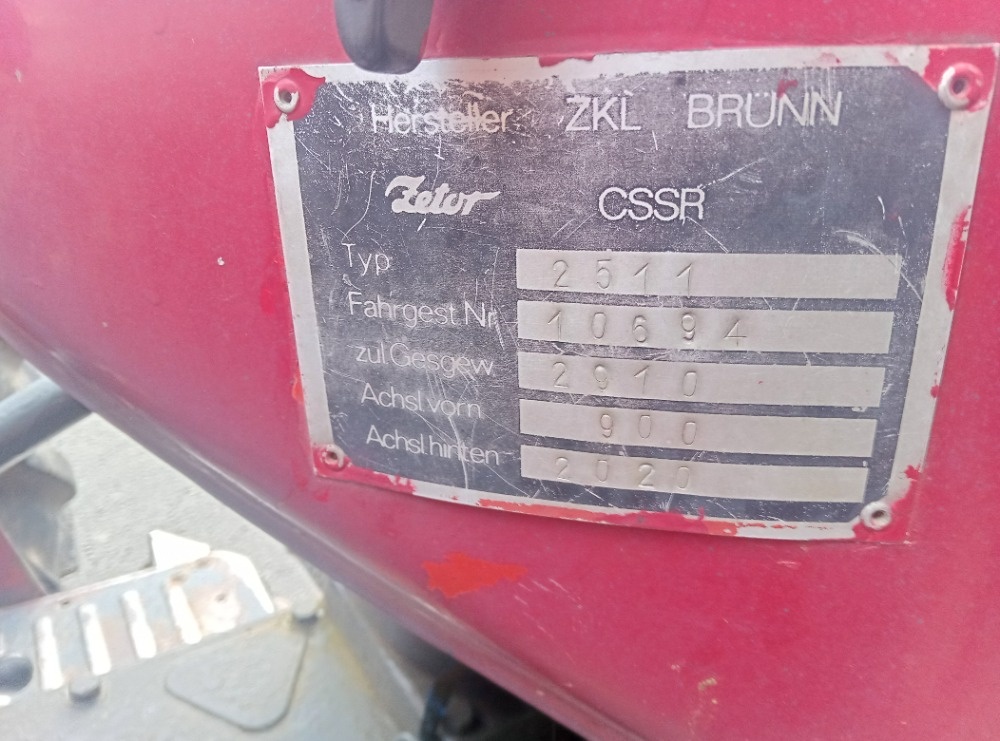 Hersteller ZKL BRÜNN
Zetor CSSR
Typ 2511
Fahrgest.Nr 10694
zul.Gesgew 2910
Achsl.vorn 900
Achsl.hinten 2020